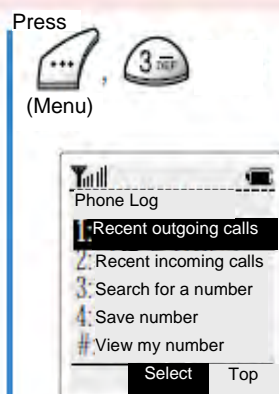 Press
... , 3 DEF
(Menu)
Phone Log
1:Recent outgoing calls
2:Recent incoming calls
3:Search for a number
4:Save number
#:View my number
Select Top